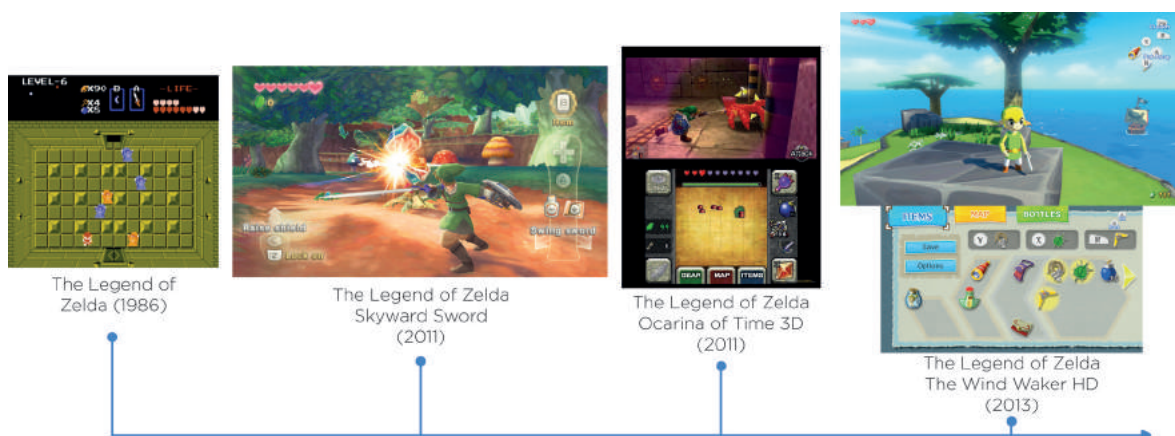 LEVEL-6
B A
-LIFE-
X4
X5
The Legend of
Zelda (1986)
B
Raise shield
Z Lock on
Swing sword
The Legend of Zelda
Skyward Sword
(2011)
Attack
GEAR MAP ITEMS
The Legend of Zelda
Ocarina of Time 3D
(2011)
ITEMS MAP BOTTLES
Save
Options
Y X R
The Legend of Zelda
The Wind Waker HD
(2013)